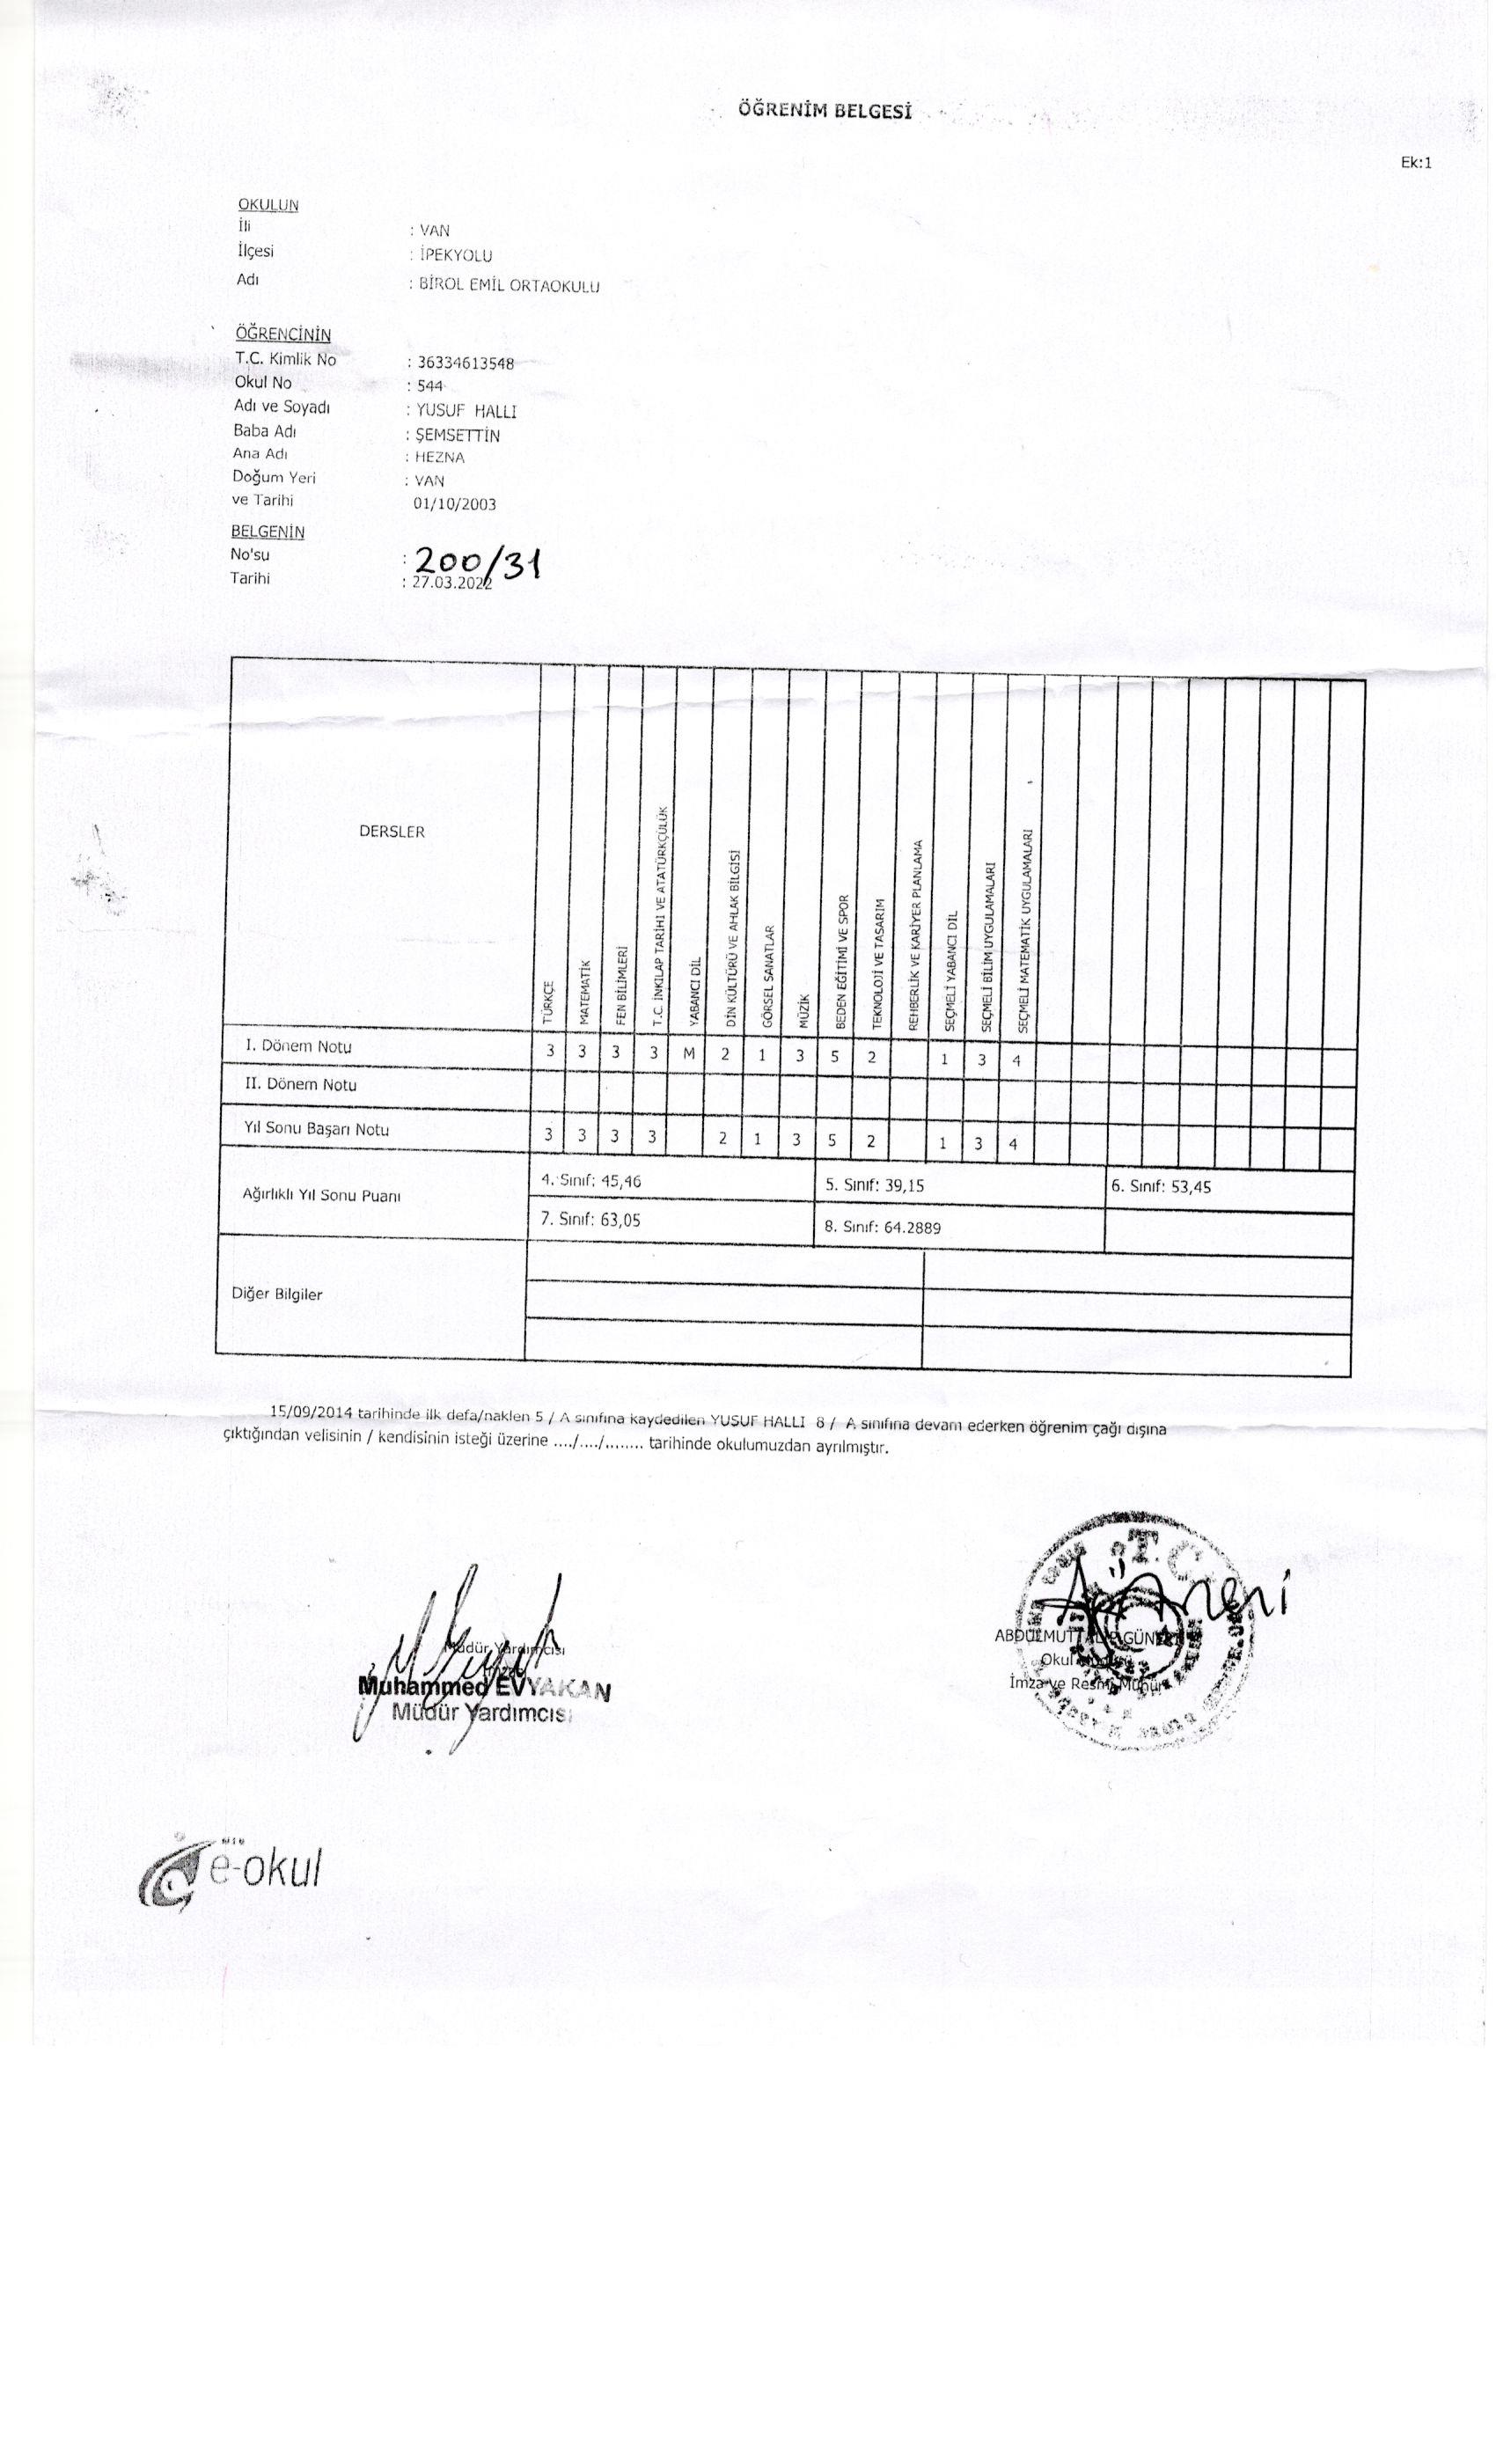 ÖĞRENİM BELGESİ
Ek:1
OKULUN
İli : VAN
İlçesi : İPEKYOLU
Adı : BİROL EMİL ORTAOKULU
ÖĞRENCİNİN
T.C. Kimlik No : 36334613548
Okul No : 544
Adı ve Soyadı : YUSUF HALLI
Baba Adı : ŞEMSETTİN
Ana Adı : HEZNA
Doğum Yeri : VAN
ve Tarihi 01/10/2003
BELGENİN
No'su : 200/31
Tarihi : 27.03.2022
DERSLER
TÜRKÇE
MATEMATİK
FEN BİLİMLERİ
T.C. İNKILAP TARİHİ VE ATATÜRKÇÜLÜK
YABANCI DİL
DİN KÜLTÜRÜ VE AHLAK BİLGİSİ
GÖRSEL SANATLAR
MÜZİK
BEDEN EĞİTİMİ VE SPOR
TEKNOLOJİ VE TASARIM
REHBERLİK VE KARİYER PLANLAMA
SEÇMELİ YABANCI DİL
SEÇMELİ BİLİM UYGULAMALARI
SEÇMELİ MATEMATİK UYGULAMALARI
I. Dönem Notu 3 3 3 3 M 2 1 3 5 2 1 3 4
II. Dönem Notu
Yıl Sonu Başarı Notu 3 3 3 3 2 1 3 5 2 1 3 4
Ağırlıklı Yıl Sonu Puanı
4. Sınıf: 45,46 5. Sınıf: 39,15 6. Sınıf: 53,45
7. Sınıf: 63,05 8. Sınıf: 64.2889
Diğer Bilgiler
15/09/2014 tarihinde ilk defa/naklen 5 / A sınıfına kaydedilen YUSUF HALLI 8 / A sınıfına devam ederken öğrenim çağı dışına
çıktığından velisinin / kendisinin isteği üzerine ..../..../........ tarihinde okulumuzdan ayrılmıştır.
Müdür Yardımcısı
İmza
Muhammed EVYAKAN
Müdür Yardımcısı
T.C.
ABDULMUTTALİP
Okul
İmza ve Resmi Mühür
e-okul